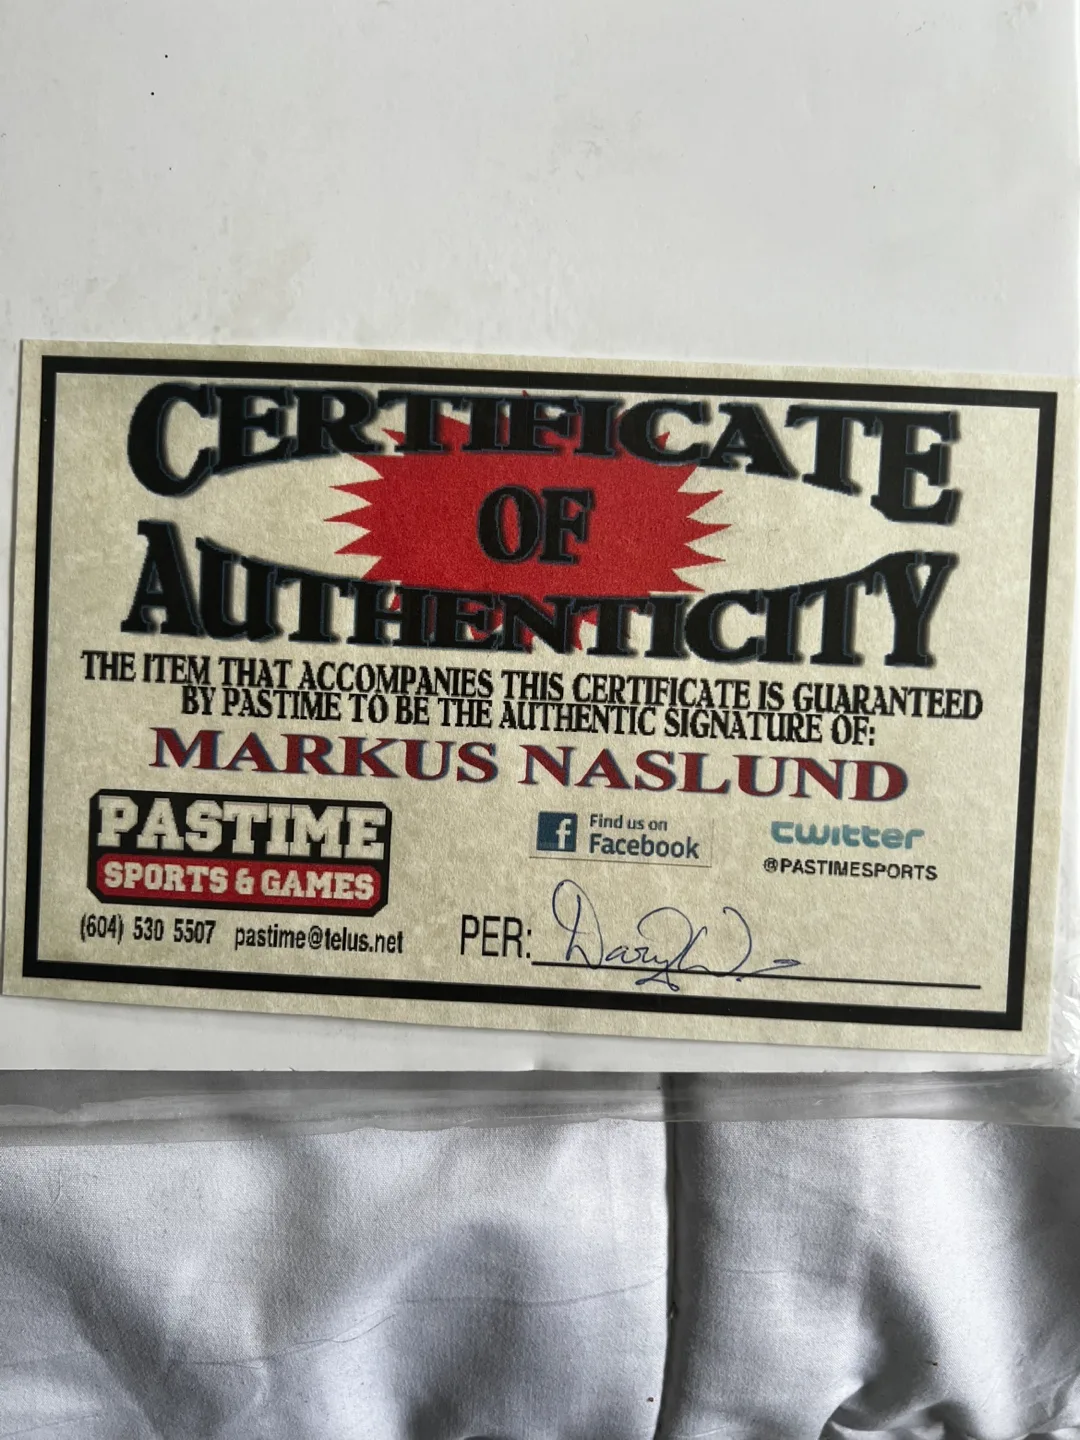 CERTIFICATE
OF
AUTHENTICITY
THE ITEM THAT ACCOMPANIES THIS CERTIFICATE IS GUARANTEED
BY PASTIME TO BE THE AUTHENTIC SIGNATURE OF:
MARKUS NASLUND
PASTIME
SPORTS & GAMES
(604) 530 5507 pastime@telus.net
f Find us on
Facebook
twitter
@PASTIMESPORTS
PER: